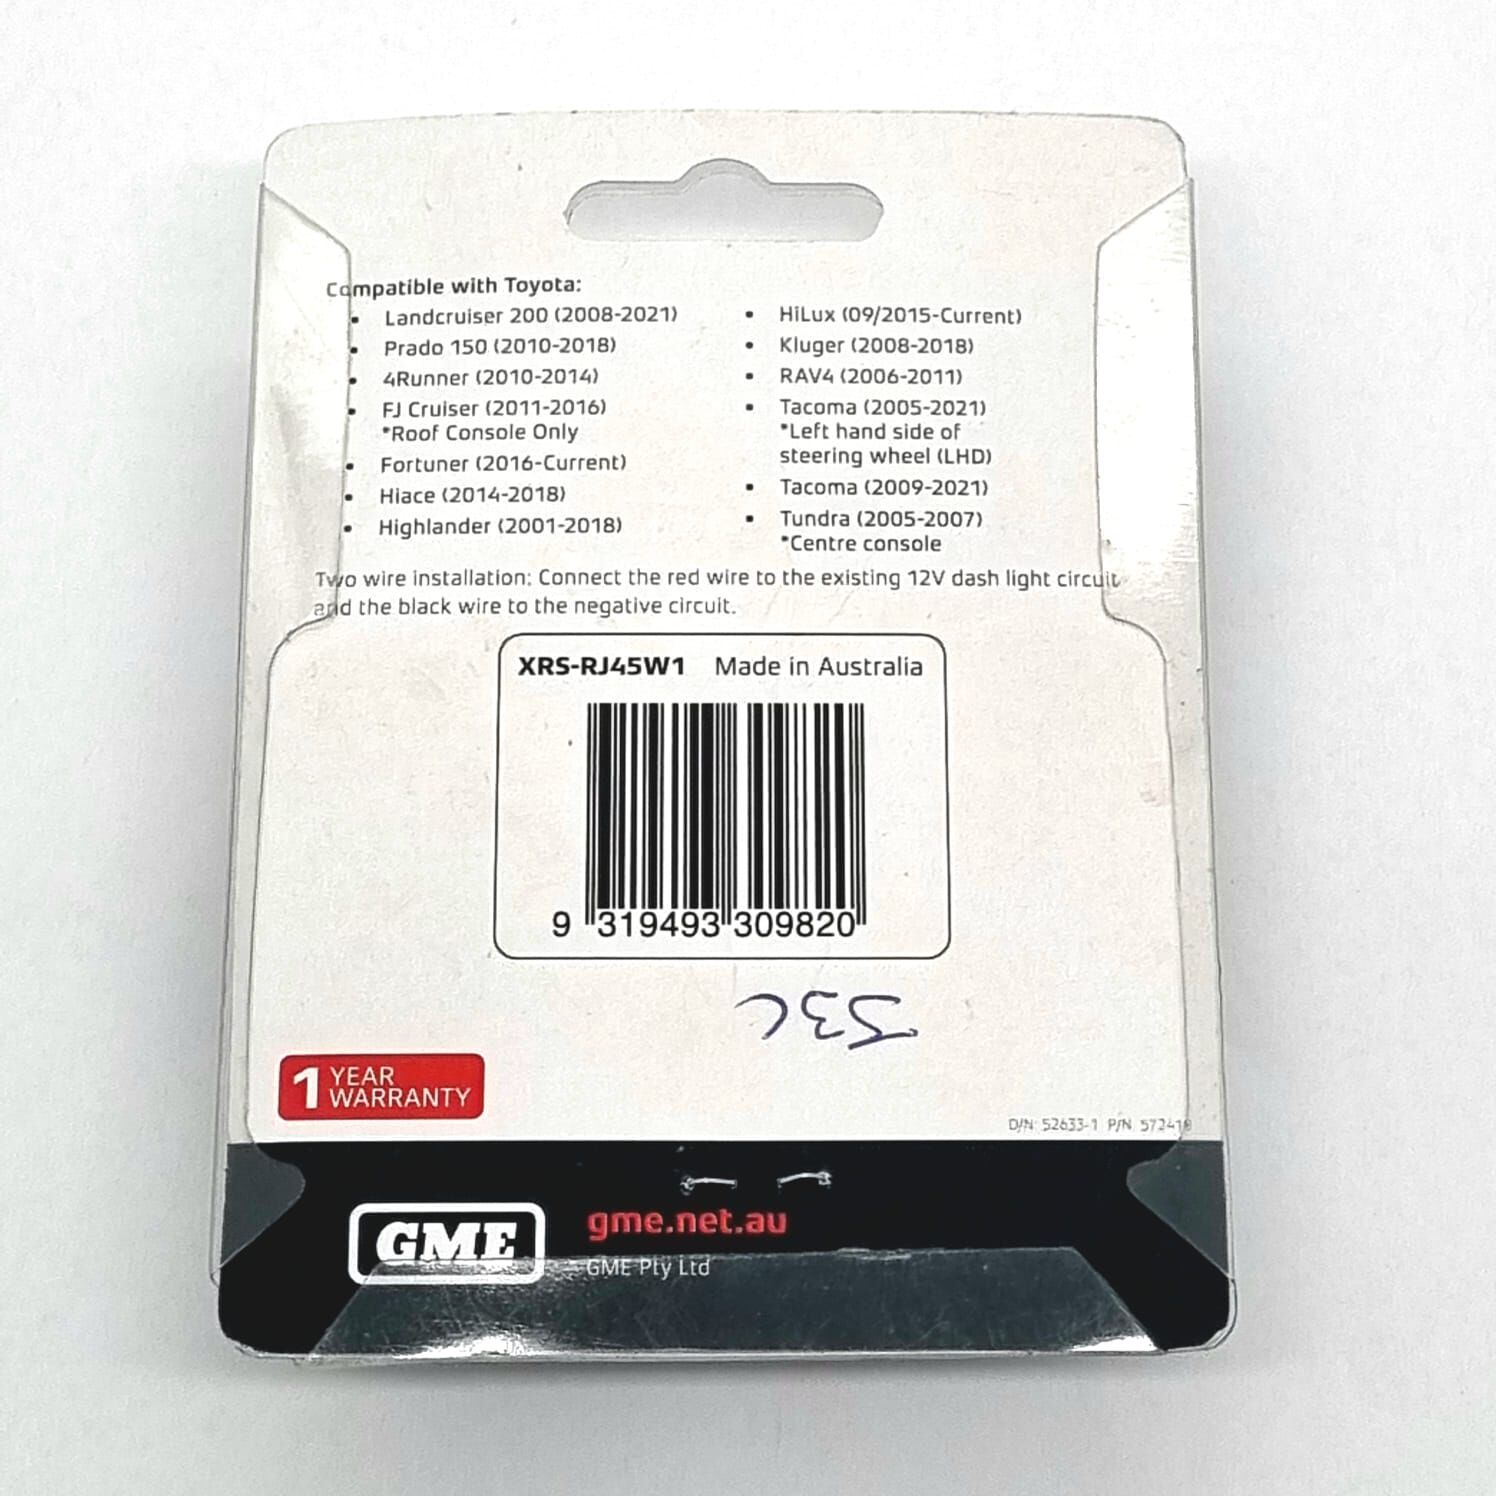 Compatible with Toyota:
• Landcruiser 200 (2008-2021)
• Prado 150 (2010-2018)
• 4Runner (2010-2014)
• FJ Cruiser (2011-2016)
*Roof Console Only
• Fortuner (2016-Current)
• Hiace (2014-2018)
• Highlander (2001-2018)
• HiLux (09/2015-Current)
• Kluger (2008-2018)
• RAV4 (2006-2011)
• Tacoma (2005-2021)
*Left hand side of
steering wheel (LHD)
• Tacoma (2009-2021)
• Tundra (2005-2007)
*Centre console
Two wire installation: Connect the red wire to the existing 12V dash light circuit
and the black wire to the negative circuit.
XRS-RJ45W1 Made in Australia
9 319493 309820
1 YEAR
WARRANTY
D/N: 52633-1 P/N:
GME
gme.net.au
GME Pty Ltd